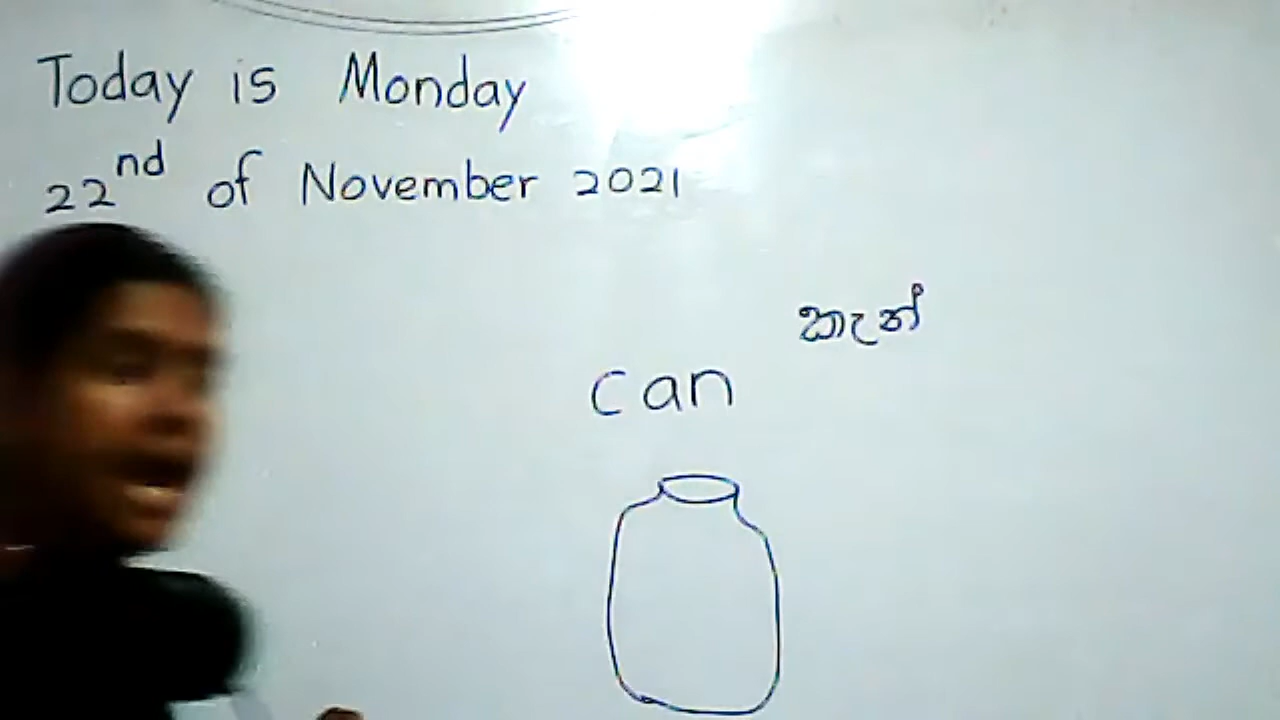 Today is Monday
22nd of November 2021
කැන්
can